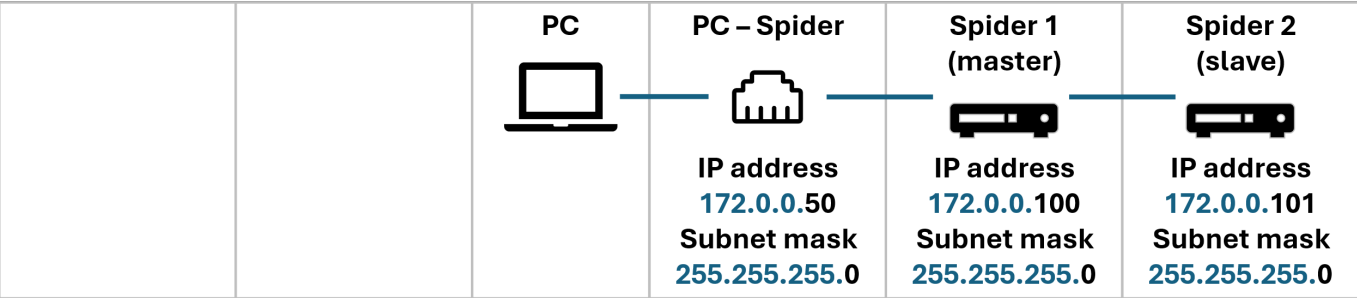 PC
PC – Spider
Spider 1
(master)
Spider 2
(slave)
IP address
172.0.0.50
Subnet mask
255.255.255.0
IP address
172.0.0.100
Subnet mask
255.255.255.0
IP address
172.0.0.101
Subnet mask
255.255.255.0